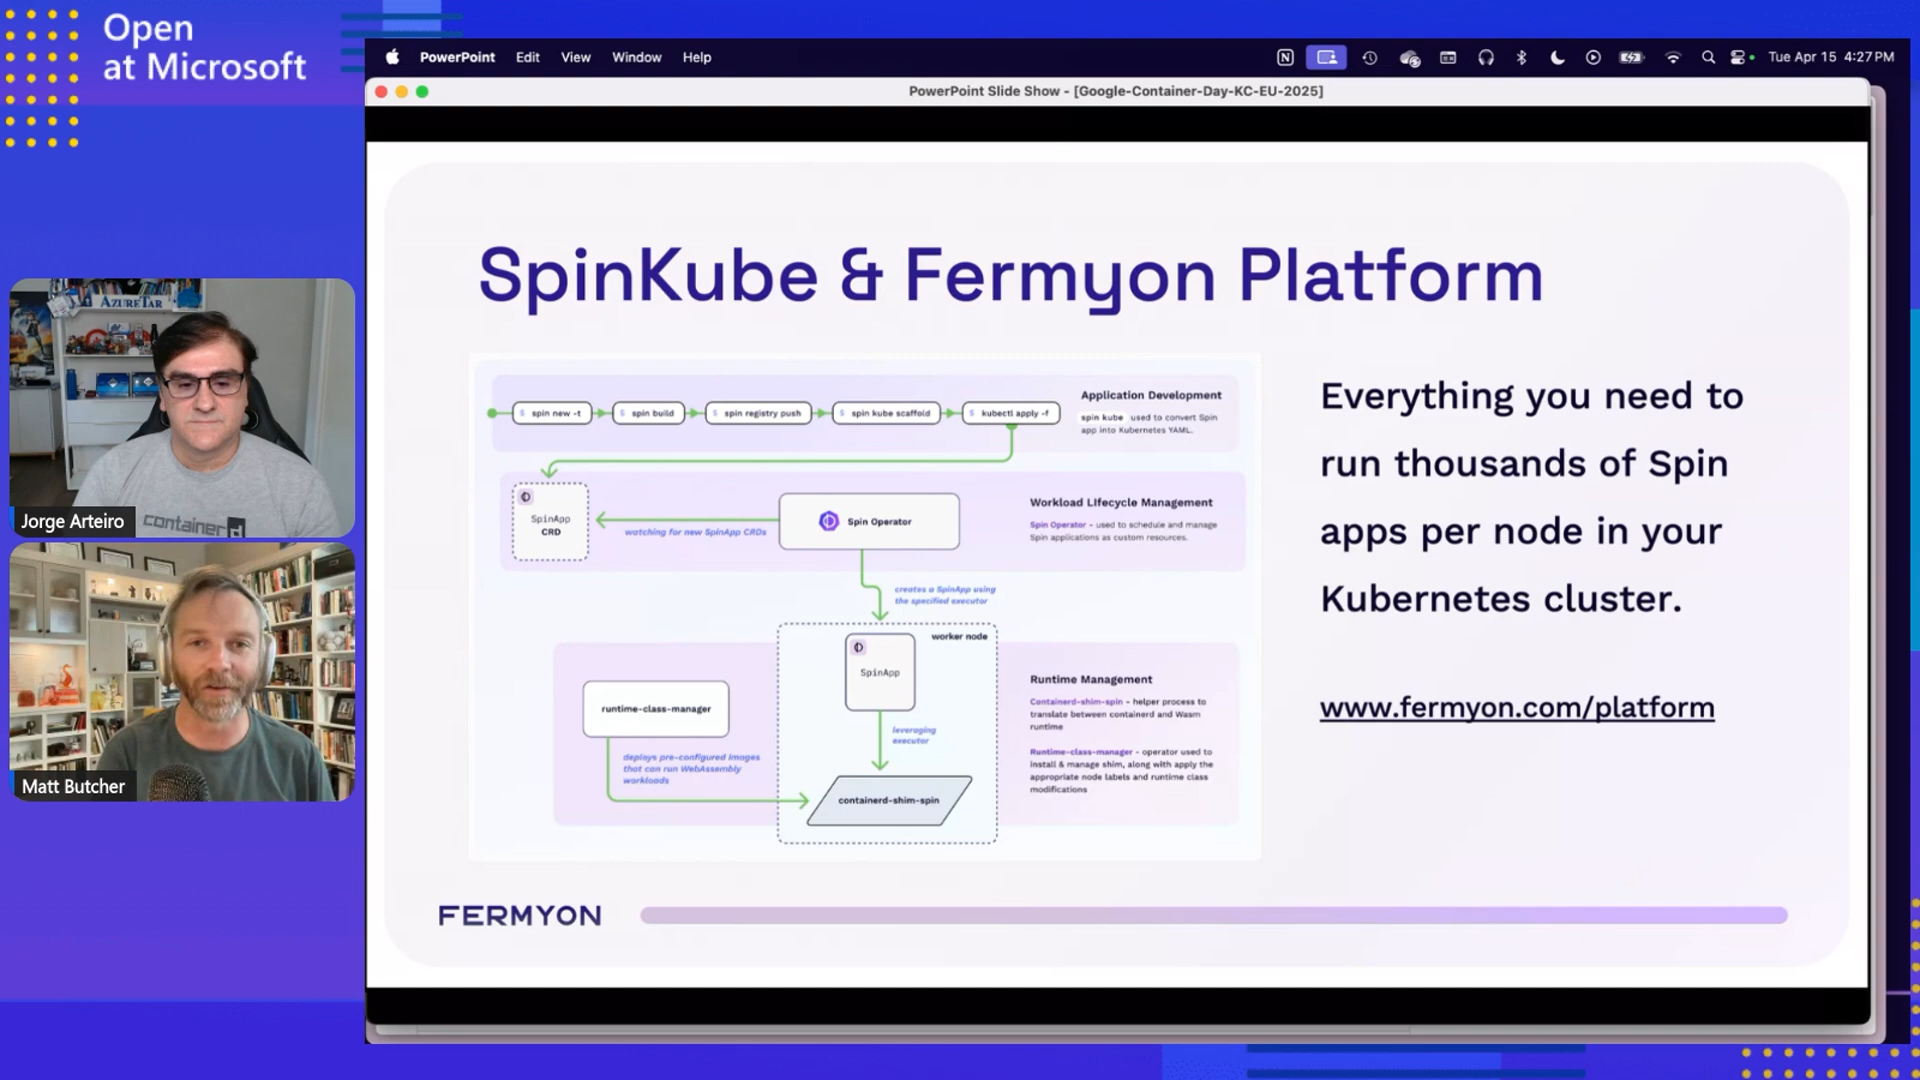 Open
at Microsoft
PowerPoint Edit View Window Help
Tue Apr 15 4:27 PM
PowerPoint Slide Show - [Google-Container-Day-KC-EU-2025]
SpinKube & Fermyon Platform
$ spin new -t
$ spin build
$ spin registry push
$ spin kube scaffold
$ kubectl apply -f
Application Development
spin kube used to convert Spin
app into Kubernetes YAML.
SpinApp
CRD
watching for new SpinApp CRDs
Spin Operator
Workload LIfecycle Management
Spin Operator - used to schedule and manage
Spin applications as custom resources.
creates a SpinApp using
the specified executor
worker node
SpinApp
leveraging
executor
runtime-class-manager
deploys pre-configured images
that can run WebAssembly
workloads
containerd-shim-spin
Runtime Management
Containerd-shim-spin - helper process to
translate between containerd and Wasm
runtime
Runtime-class-manager - operator used to
install & manage shim, along with apply the
appropriate node labels and runtime class
modifications
Everything you need to
run thousands of Spin
apps per node in your
Kubernetes cluster.
www.fermyon.com/platform
FERMYON
AZURETAR
containerd
Jorge Arteiro
Matt Butcher